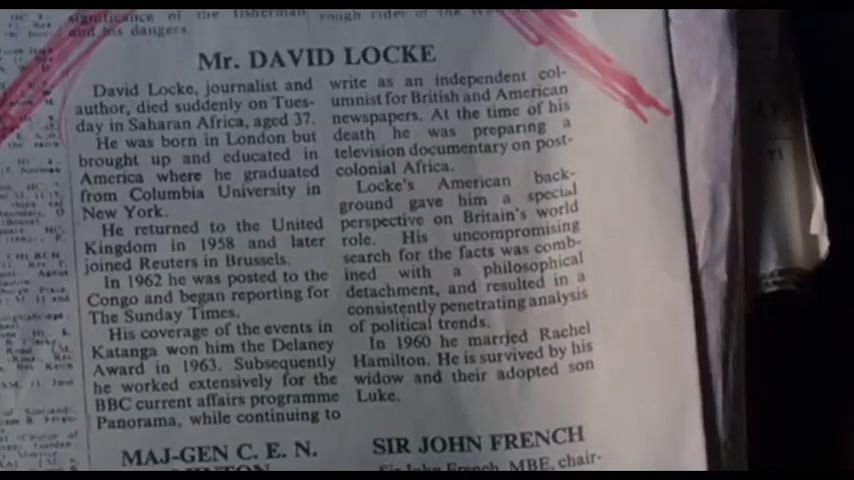 significance of the fisherman
rough rider of the
and his dangers.
Mr. DAVID LOCKE
David Locke, journalist and
author, died suddenly on Tues-
day in Saharan Africa, aged 37.
He was born in London but
brought up and educated in
America where he graduated
from Columbia University in
New York.
He returned to the United
Kingdom in 1958 and later
joined Reuters in Brussels.
In 1962 he was posted to the
Congo and began reporting for
The Sunday Times.
His coverage of the events in
Katanga won him the Delaney
Award in 1963. Subsequently
he worked extensively for the
BBC current affairs programme
Panorama, while continuing to
write as an independent col-
umnist for British and American
newspapers. At the time of his
death he was preparing a
television documentary on post-
colonial Africa.
Locke's American back-
ground gave him a special
perspective on Britain's world
role. His uncompromising
search for the facts was comb-
ined with a philosophical
detachment, and resulted in a
consistently penetrating analysis
of political trends.
In 1960 he married Rachel
Hamilton. He is survived by his
widow and their adopted son
Luke.
MAJ-GEN C. E. N.
SIR JOHN FRENCH
Sir John French, MBE, chair-